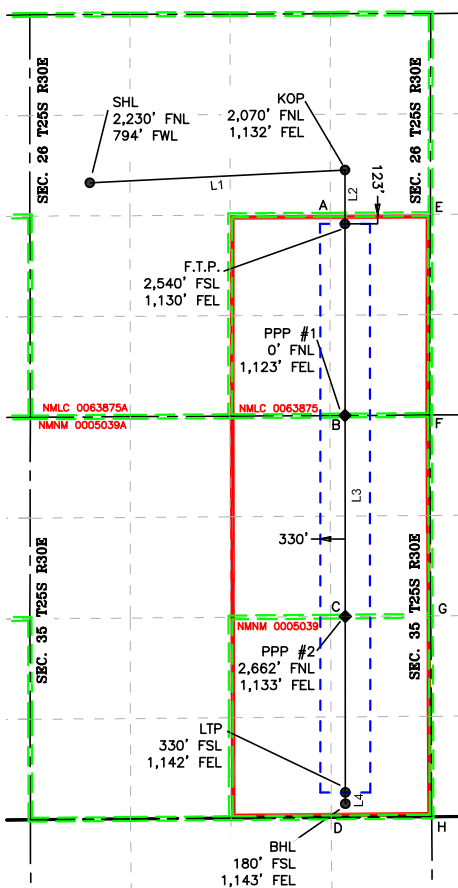 SEC. 26 T25S R30E
SEC. 26 T25S R30E
SHL
2,230' FNL
794' FWL
KOP
2,070' FNL
1,132' FEL
L1
L2
123'
A
E
F.T.P.
2,540' FSL
1,130' FEL
PPP #1
0' FNL
1,123' FEL
NMLC 0063875A
NMNM 0005039A
NMLC 0063875
B
F
L3
330'
SEC. 35 T25S R30E
SEC. 35 T25S R30E
C
G
NMNM 0005039
PPP #2
2,662' FNL
1,133' FEL
LTP
330' FSL
1,142' FEL
L4
D
H
BHL
180' FSL
1,143' FEL